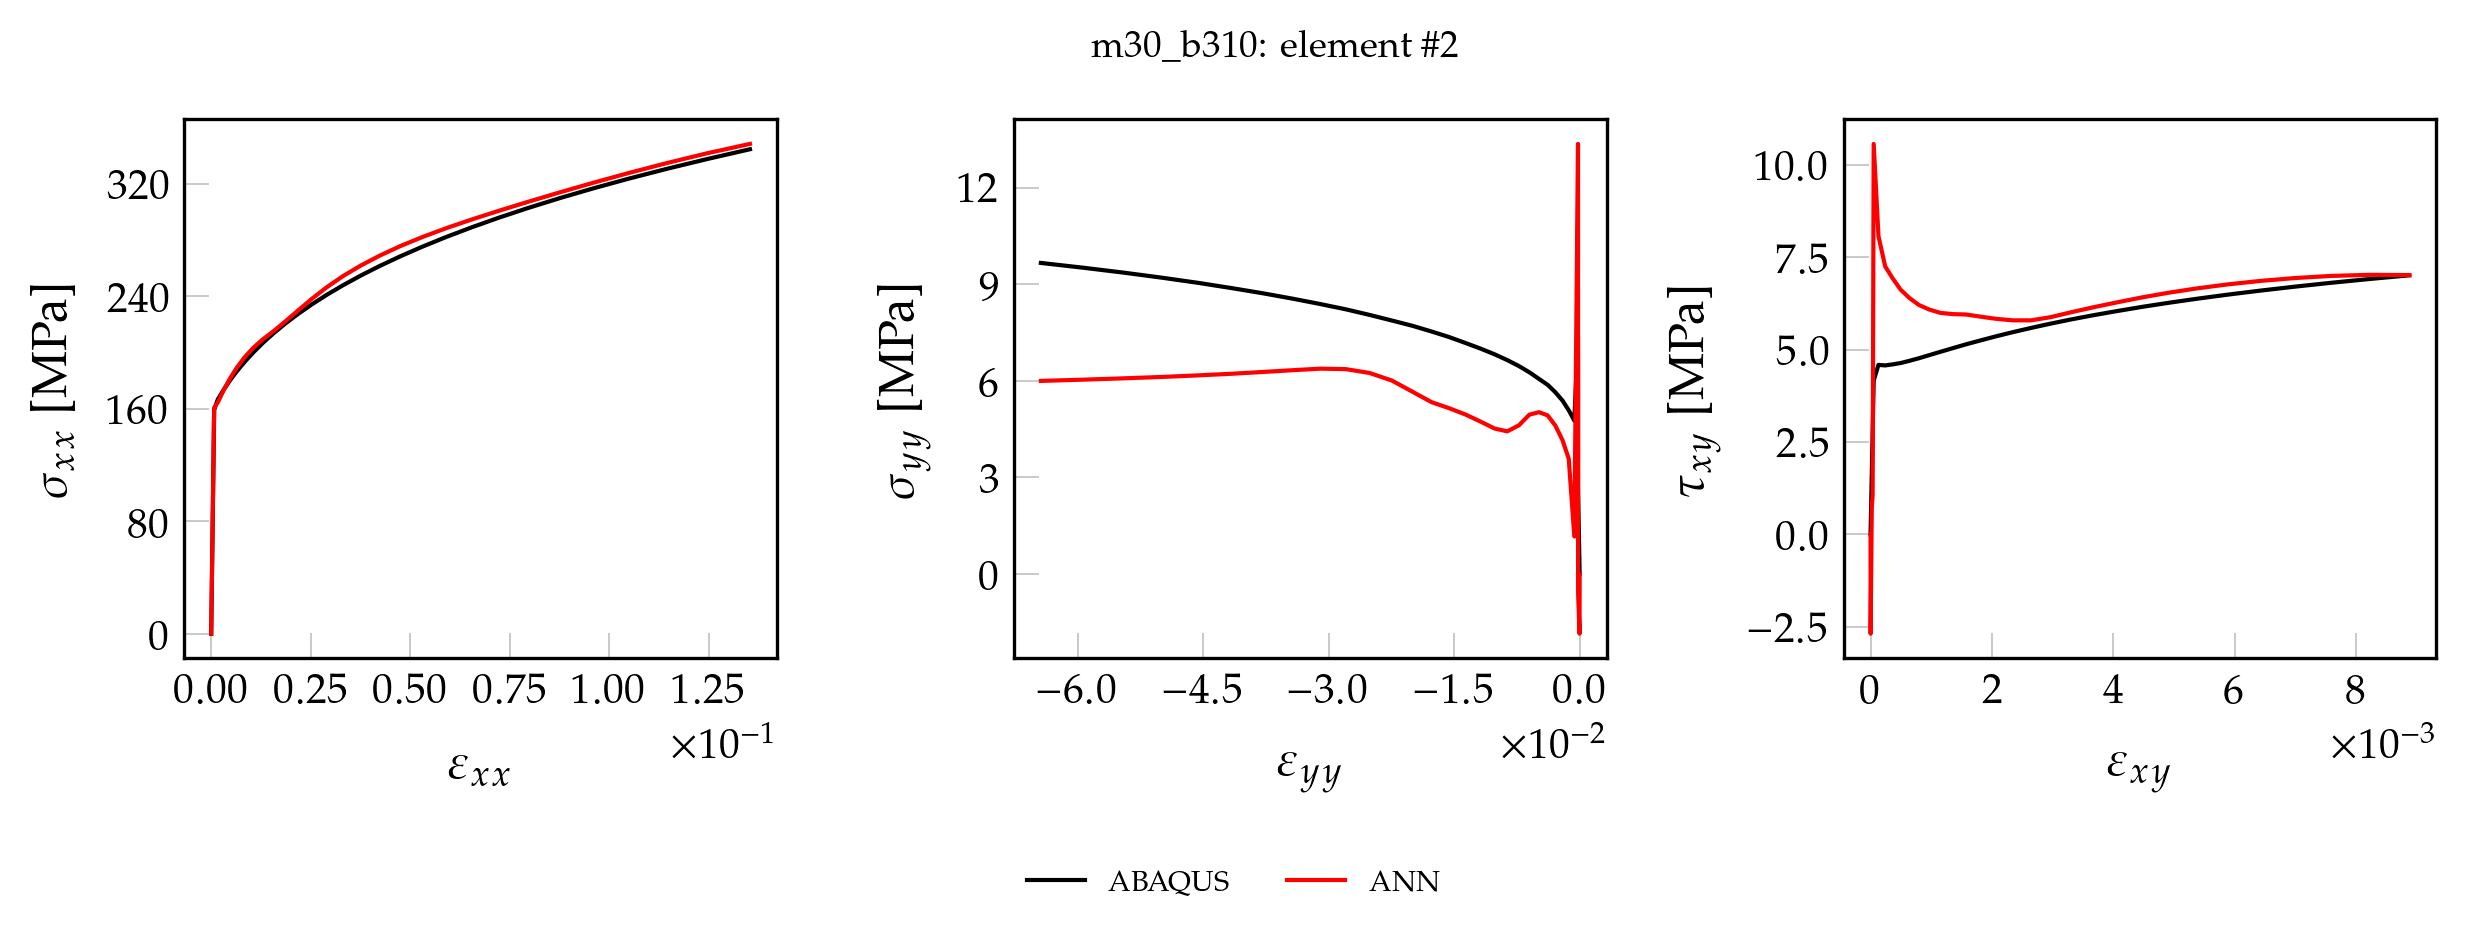 m30_b310: element #2
320
240
160
80
0
σxx [MPa]
0.00 0.25 0.50 0.75 1.00 1.25
×10−1
εxx
12
9
6
3
0
σyy [MPa]
−6.0 −4.5 −3.0 −1.5 0.0
×10−2
εyy
10.0
7.5
5.0
2.5
0.0
−2.5
τxy [MPa]
0 2 4 6 8
×10−3
εxy
ABAQUS ANN